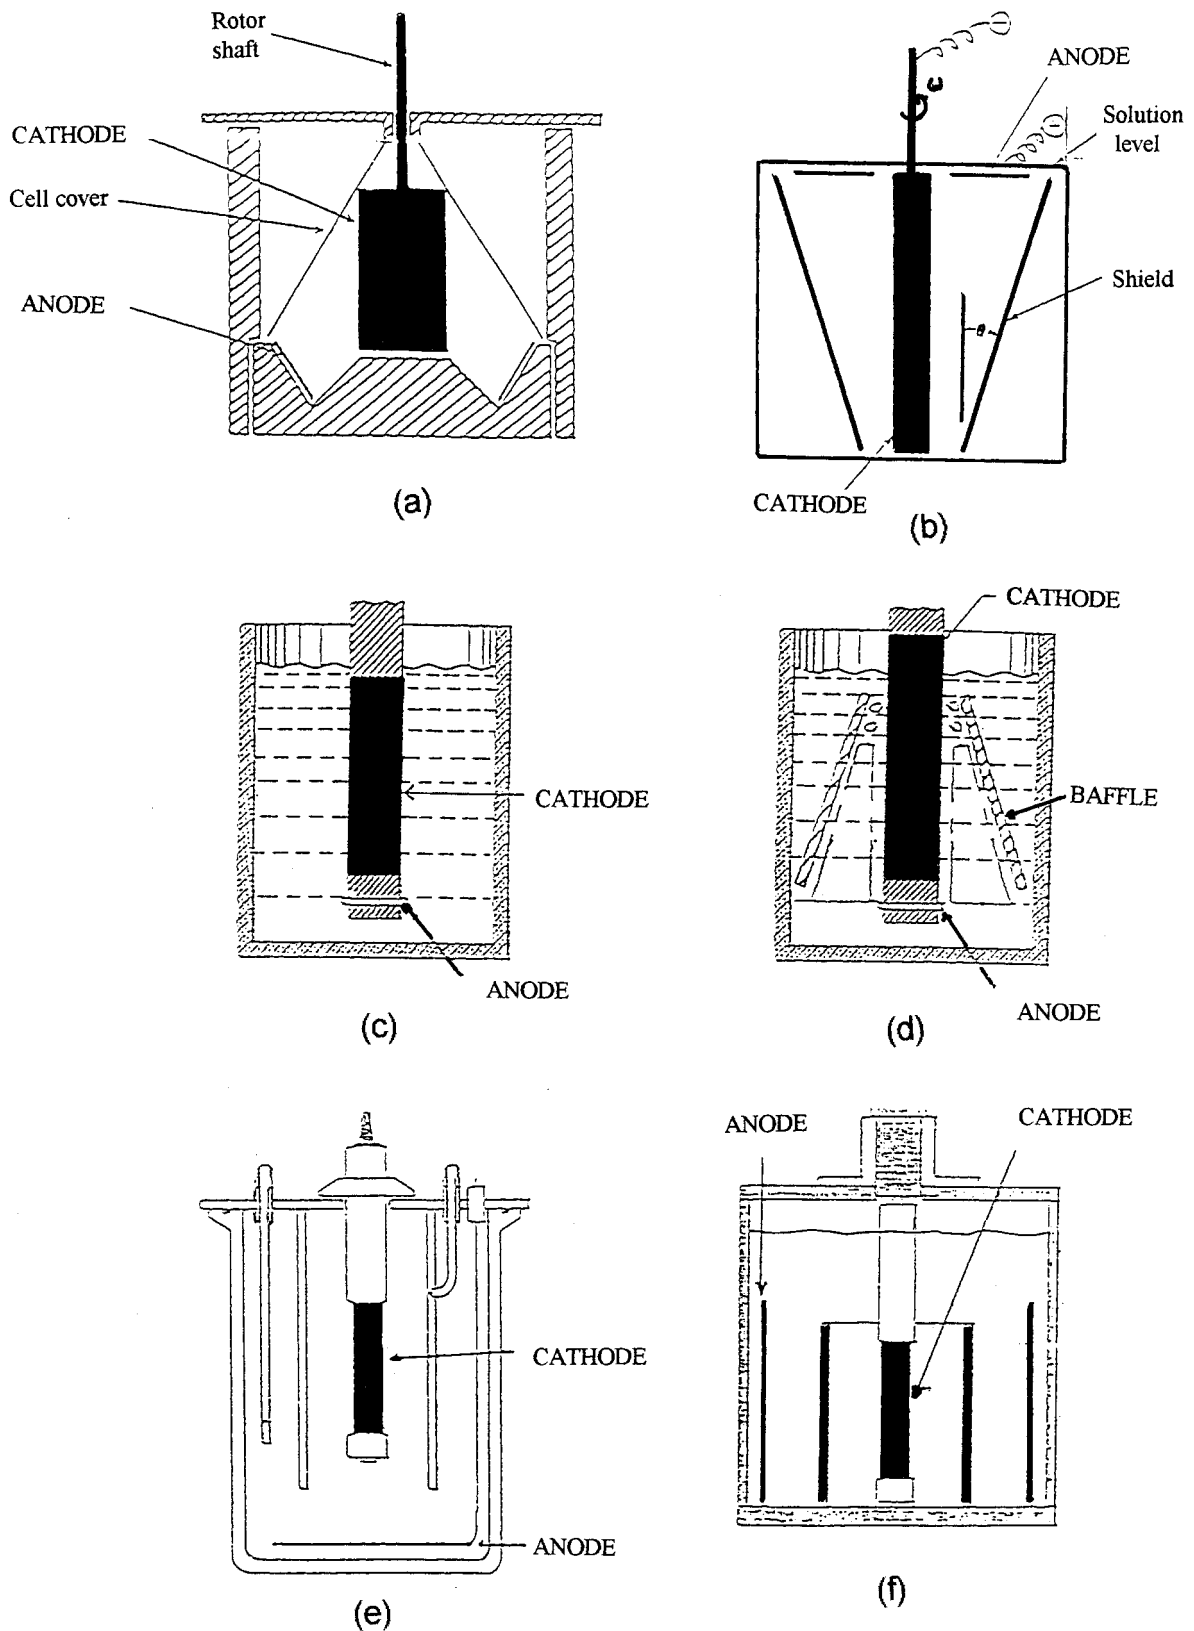 Rotor
shaft
CATHODE
Cell cover
ANODE
(a)
ANODE
Solution
level
Shield
θ
CATHODE
(b)
CATHODE
ANODE
(c)
CATHODE
BAFFLE
ANODE
(d)
CATHODE
ANODE
(e)
ANODE
CATHODE
(f)